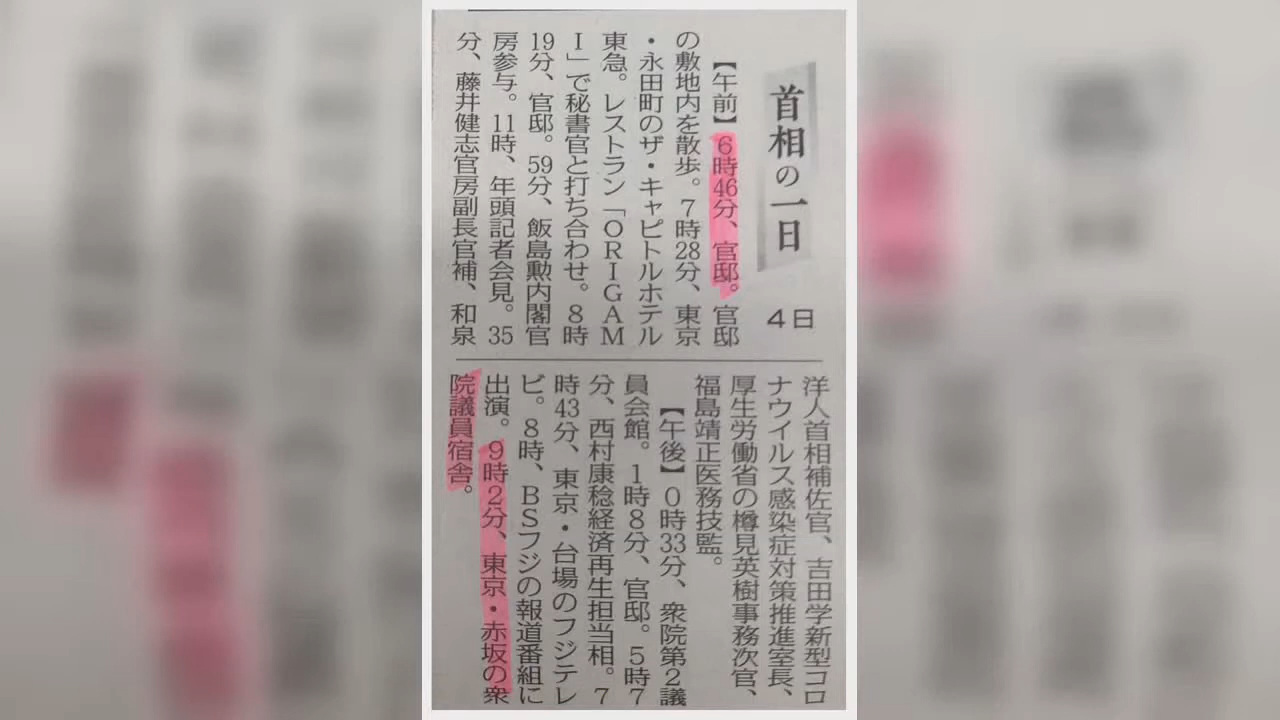 首相の一日
4日
【午前】6時46分、官邸。官邸
の敷地内を散歩。7時28分、東京
・永田町のザ・キャピトルホテル
東急。レストラン「ORIGAM
I」で秘書官と打ち合わせ。8時
19分、官邸。59分、飯島勲内閣官
房参与。11時、年頭記者会見。35
分、藤井健志官房副長官補、和泉
洋人首相補佐官、吉田学新型コロ
ナウイルス感染症対策推進室長、
厚生労働省の樽見英樹事務次官、
福島靖正医務技監。
【午後】0時33分、衆院第2議
員会館。1時8分、官邸。5時7
分、西村康稔経済再生担当相。7
時43分、東京・台場のフジテレ
ビ。8時、BSフジの報道番組に
出演。9時2分、東京・赤坂の衆
院議員宿舎。